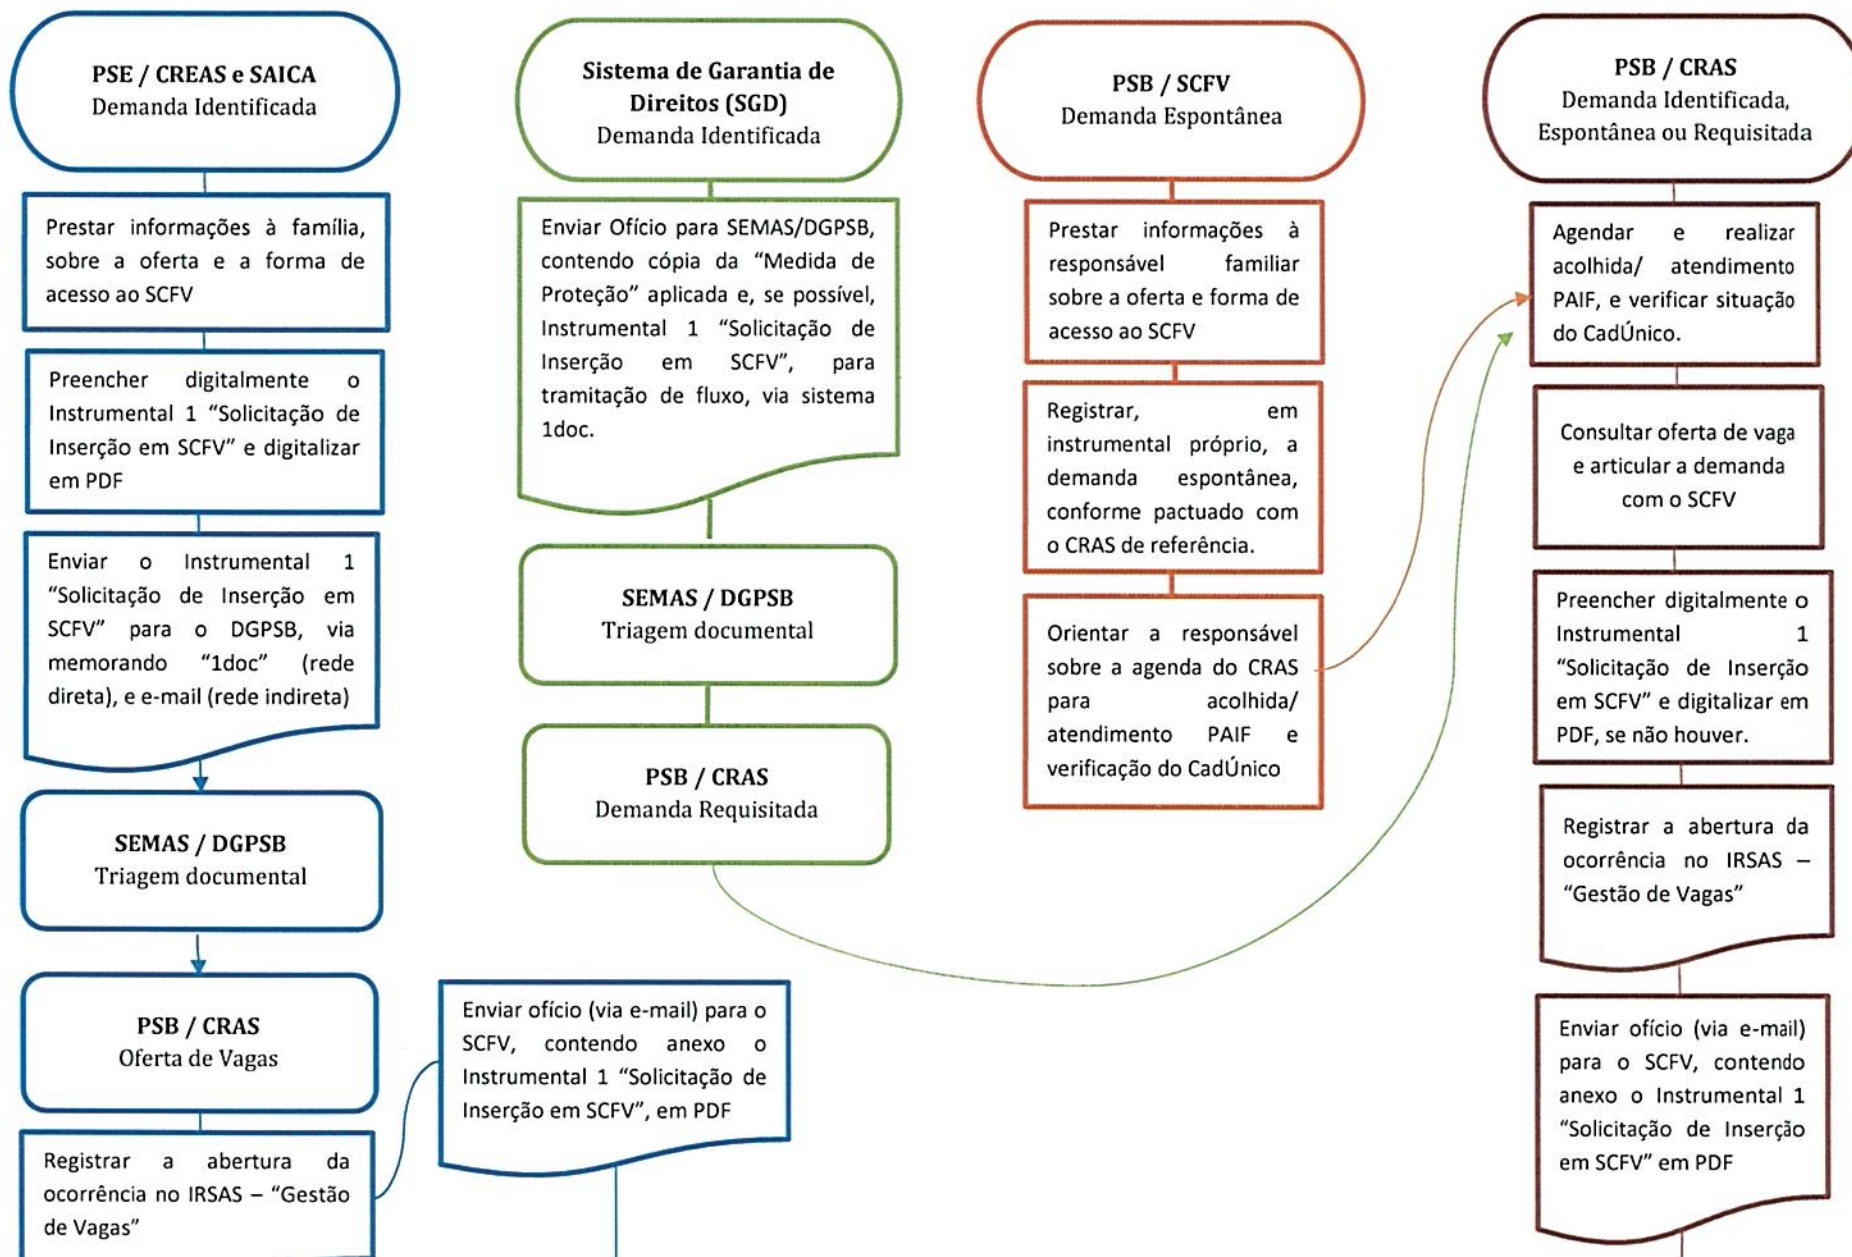 PSE / CREAS e SAICA
Demanda Identificada
Prestar informações à família,
sobre a oferta e a forma de
acesso ao SCFV
Preencher digitalmente o
Instrumental 1 “Solicitação de
Inserção em SCFV” e digitalizar
em PDF
Enviar o Instrumental 1
“Solicitação de Inserção em
SCFV” para o DGPSB, via
memorando “1doc” (rede
direta), e e-mail (rede indireta)
SEMAS / DGPSB
Triagem documental
PSB / CRAS
Oferta de Vagas
Registrar a abertura da
ocorrência no IRSAS – “Gestão
de Vagas”
Enviar ofício (via e-mail) para o
SCFV, contendo anexo o
Instrumental 1 “Solicitação de
Inserção em SCFV”, em PDF
Sistema de Garantia de
Direitos (SGD)
Demanda Identificada
Enviar Ofício para SEMAS/DGPSB,
contendo cópia da “Medida de
Proteção” aplicada e, se possível,
Instrumental 1 “Solicitação de
Inserção em SCFV”, para
tramitação de fluxo, via sistema
1doc.
SEMAS / DGPSB
Triagem documental
PSB / CRAS
Demanda Requisitada
PSB / SCFV
Demanda Espontânea
Prestar informações à
responsável familiar
sobre a oferta e forma de
acesso ao SCFV
Registrar, em
instrumental próprio, a
demanda espontânea,
conforme pactuado com
o CRAS de referência.
Orientar a responsável
sobre a agenda do CRAS
para acolhida/
atendimento PAIF e
verificação do CadÚnico
PSB / CRAS
Demanda Identificada,
Espontânea ou Requisitada
Agendar e realizar
acolhida/ atendimento
PAIF, e verificar situação
do CadÚnico.
Consultar oferta de vaga
e articular a demanda
com o SCFV
Preencher digitalmente o
Instrumental 1
“Solicitação de Inserção
em SCFV” e digitalizar em
PDF, se não houver.
Registrar a abertura da
ocorrência no IRSAS –
“Gestão de Vagas”
Enviar ofício (via e-mail)
para o SCFV, contendo
anexo o Instrumental 1
“Solicitação de Inserção
em SCFV” em PDF